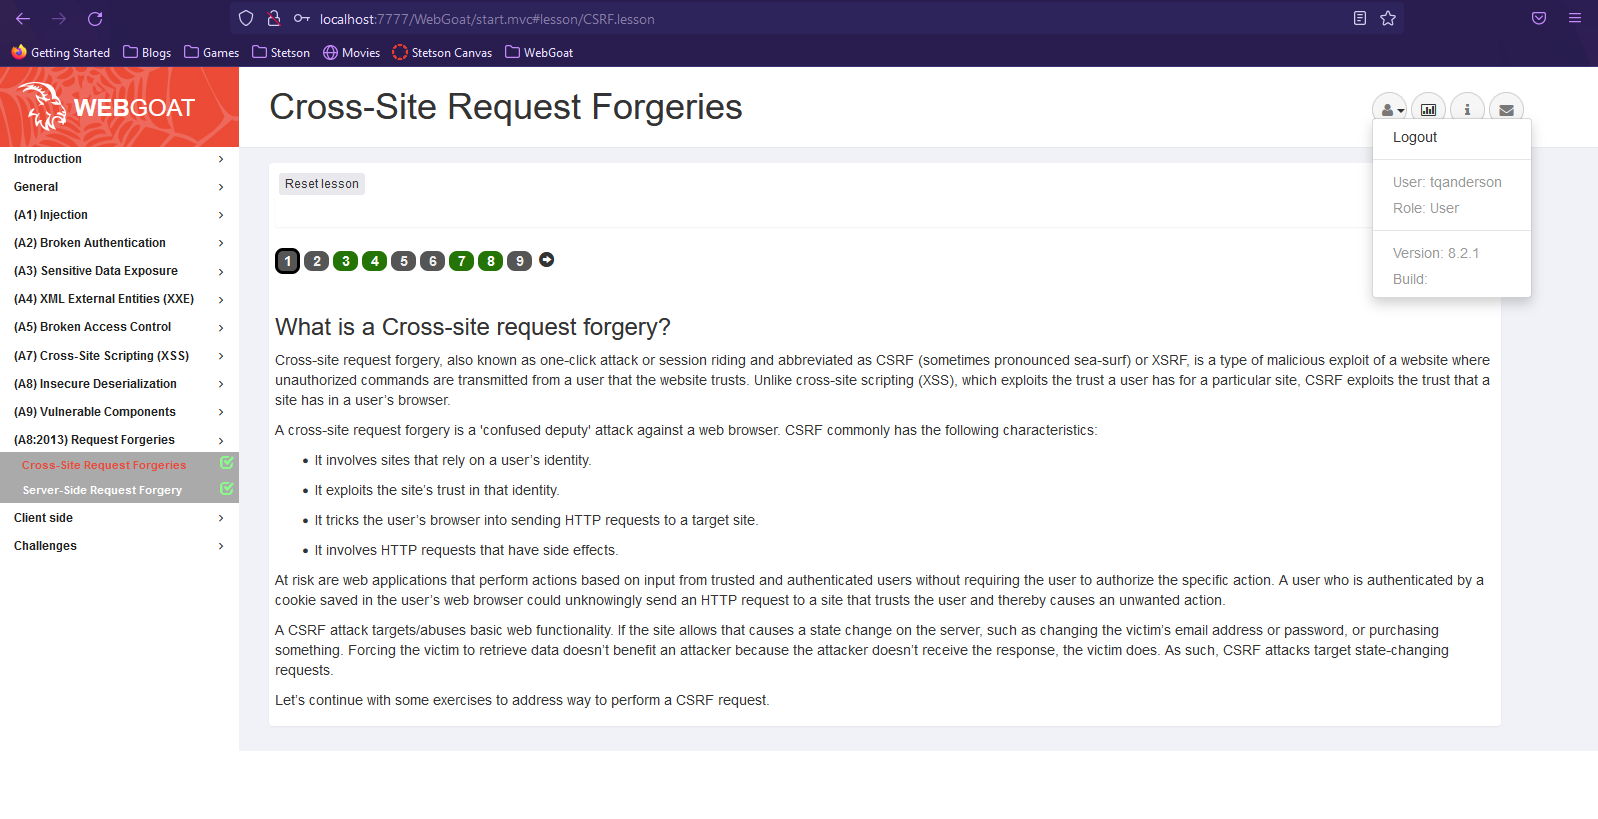 localhost:7777/WebGoat/start.mvc#lesson/CSRF.lesson
Getting Started Blogs Games Stetson Movies Stetson Canvas WebGoat
WEBGOAT
Cross-Site Request Forgeries
Logout
User: tqanderson
Role: User
Version: 8.2.1
Build:
Introduction
General
(A1) Injection
(A2) Broken Authentication
(A3) Sensitive Data Exposure
(A4) XML External Entities (XXE)
(A5) Broken Access Control
(A7) Cross-Site Scripting (XSS)
(A8) Insecure Deserialization
(A9) Vulnerable Components
(A8:2013) Request Forgeries
Cross-Site Request Forgeries
Server-Side Request Forgery
Client side
Challenges
Reset lesson
1 2 3 4 5 6 7 8 9
What is a Cross-site request forgery?
Cross-site request forgery, also known as one-click attack or session riding and abbreviated as CSRF (sometimes pronounced sea-surf) or XSRF, is a type of malicious exploit of a website where
unauthorized commands are transmitted from a user that the website trusts. Unlike cross-site scripting (XSS), which exploits the trust a user has for a particular site, CSRF exploits the trust that a
site has in a user’s browser.
A cross-site request forgery is a 'confused deputy' attack against a web browser. CSRF commonly has the following characteristics:
• It involves sites that rely on a user’s identity.
• It exploits the site’s trust in that identity.
• It tricks the user’s browser into sending HTTP requests to a target site.
• It involves HTTP requests that have side effects.
At risk are web applications that perform actions based on input from trusted and authenticated users without requiring the user to authorize the specific action. A user who is authenticated by a
cookie saved in the user’s web browser could unknowingly send an HTTP request to a site that trusts the user and thereby causes an unwanted action.
A CSRF attack targets/abuses basic web functionality. If the site allows that causes a state change on the server, such as changing the victim’s email address or password, or purchasing
something. Forcing the victim to retrieve data doesn’t benefit an attacker because the attacker doesn’t receive the response, the victim does. As such, CSRF attacks target state-changing
requests.
Let’s continue with some exercises to address way to perform a CSRF request.